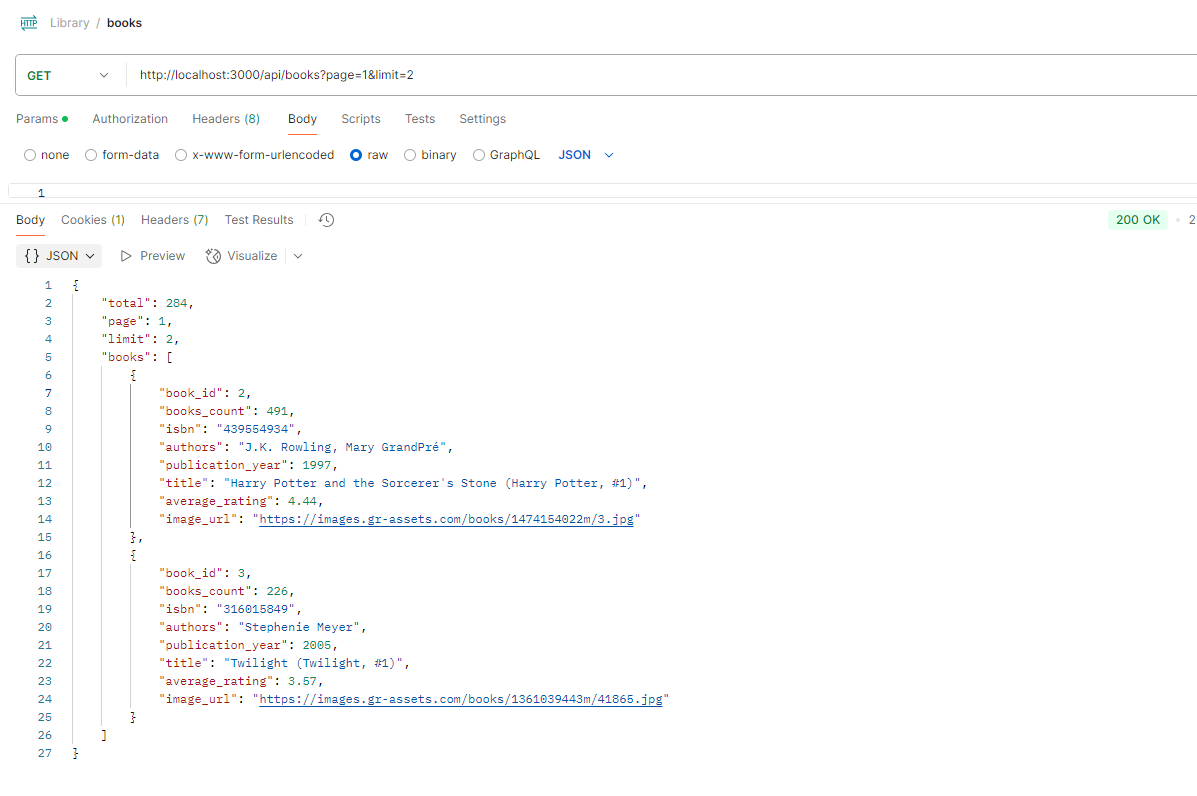 HTTP Library / books
GET http://localhost:3000/api/books?page=1&limit=2
Params Authorization Headers (8) Body Scripts Tests Settings
none form-data x-www-form-urlencoded raw binary GraphQL JSON
1
Body Cookies (1) Headers (7) Test Results 200 OK 2
{} JSON Preview Visualize
1 {
2 "total": 284,
3 "page": 1,
4 "limit": 2,
5 "books": [
6 {
7 "book_id": 2,
8 "books_count": 491,
9 "isbn": "439554934",
10 "authors": "J.K. Rowling, Mary GrandPré",
11 "publication_year": 1997,
12 "title": "Harry Potter and the Sorcerer's Stone (Harry Potter, #1)",
13 "average_rating": 4.44,
14 "image_url": "https://images.gr-assets.com/books/1474154022m/3.jpg"
15 },
16 {
17 "book_id": 3,
18 "books_count": 226,
19 "isbn": "316015849",
20 "authors": "Stephenie Meyer",
21 "publication_year": 2005,
22 "title": "Twilight (Twilight, #1)",
23 "average_rating": 3.57,
24 "image_url": "https://images.gr-assets.com/books/1361039443m/41865.jpg"
25 }
26 ]
27 }